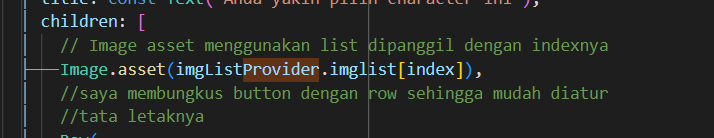 title: const Text("Anda yakin pilih character ini"),
children: [
// Image asset menggunakan list dipanggil dengan indexnya
Image.asset(imgListProvider.imglist[index]),
//saya membungkus button dengan row sehingga mudah diatur
//tata letaknya
Row(